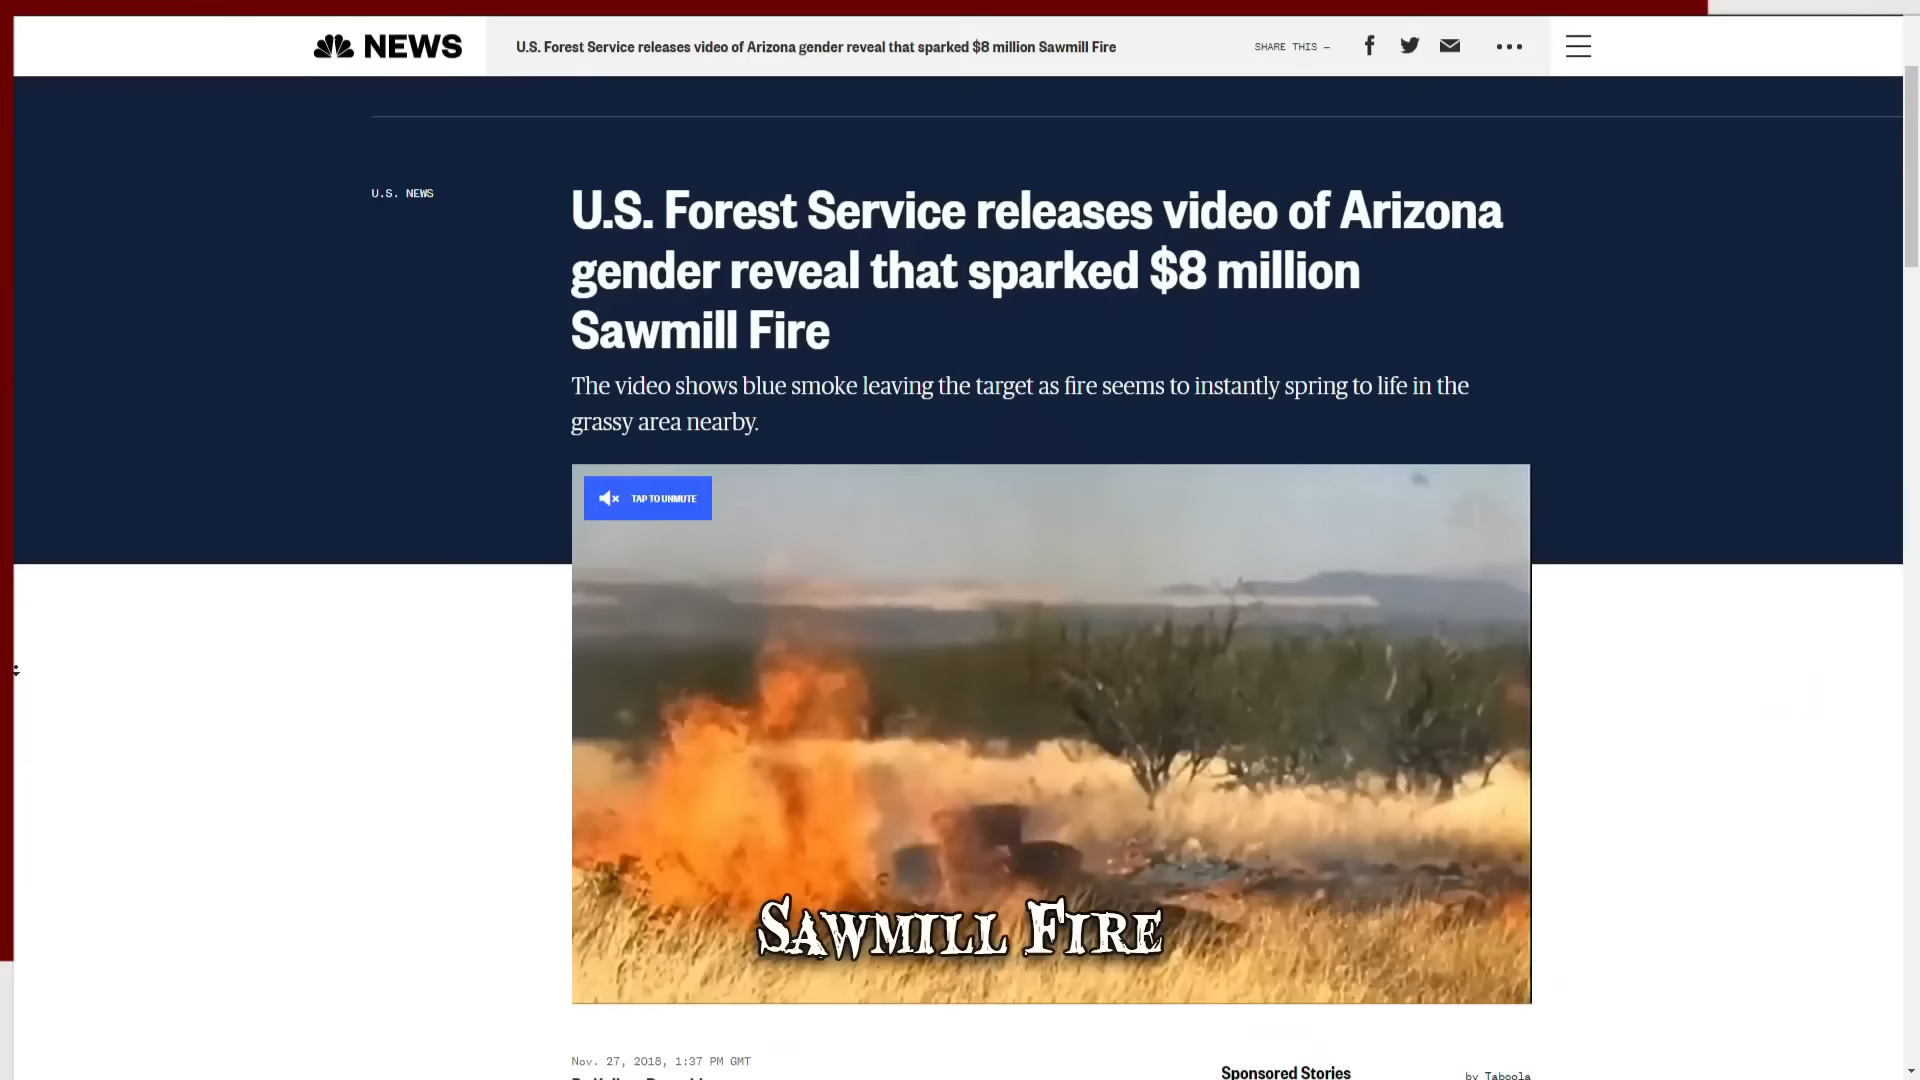 NEWS
U.S. Forest Service releases video of Arizona gender reveal that sparked $8 million Sawmill Fire
SHARE THIS —
U.S. NEWS
U.S. Forest Service releases video of Arizona
gender reveal that sparked $8 million
Sawmill Fire
The video shows blue smoke leaving the target as fire seems to instantly spring to life in the
grassy area nearby.
TAP TO UNMUTE
SAWMILL FIRE
Nov. 27, 2018, 1:37 PM GMT
Sponsored Stories
by Taboola